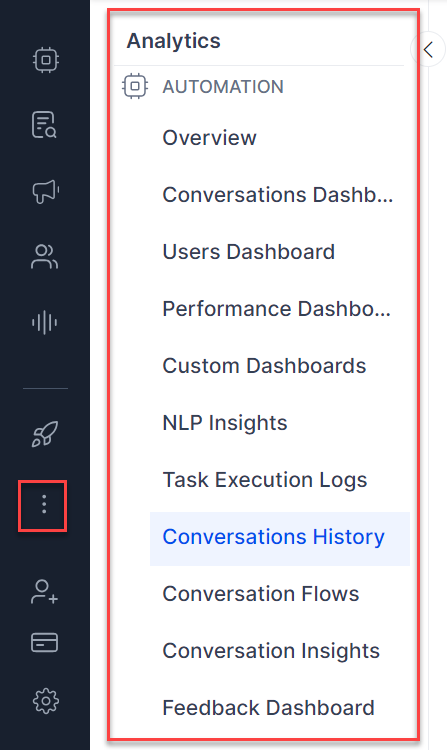 Analytics
AUTOMATION
Overview
Conversations Dashb...
Users Dashboard
Performance Dashbo...
Custom Dashboards
NLP Insights
Task Execution Logs
Conversations History
Conversation Flows
Conversation Insights
Feedback Dashboard